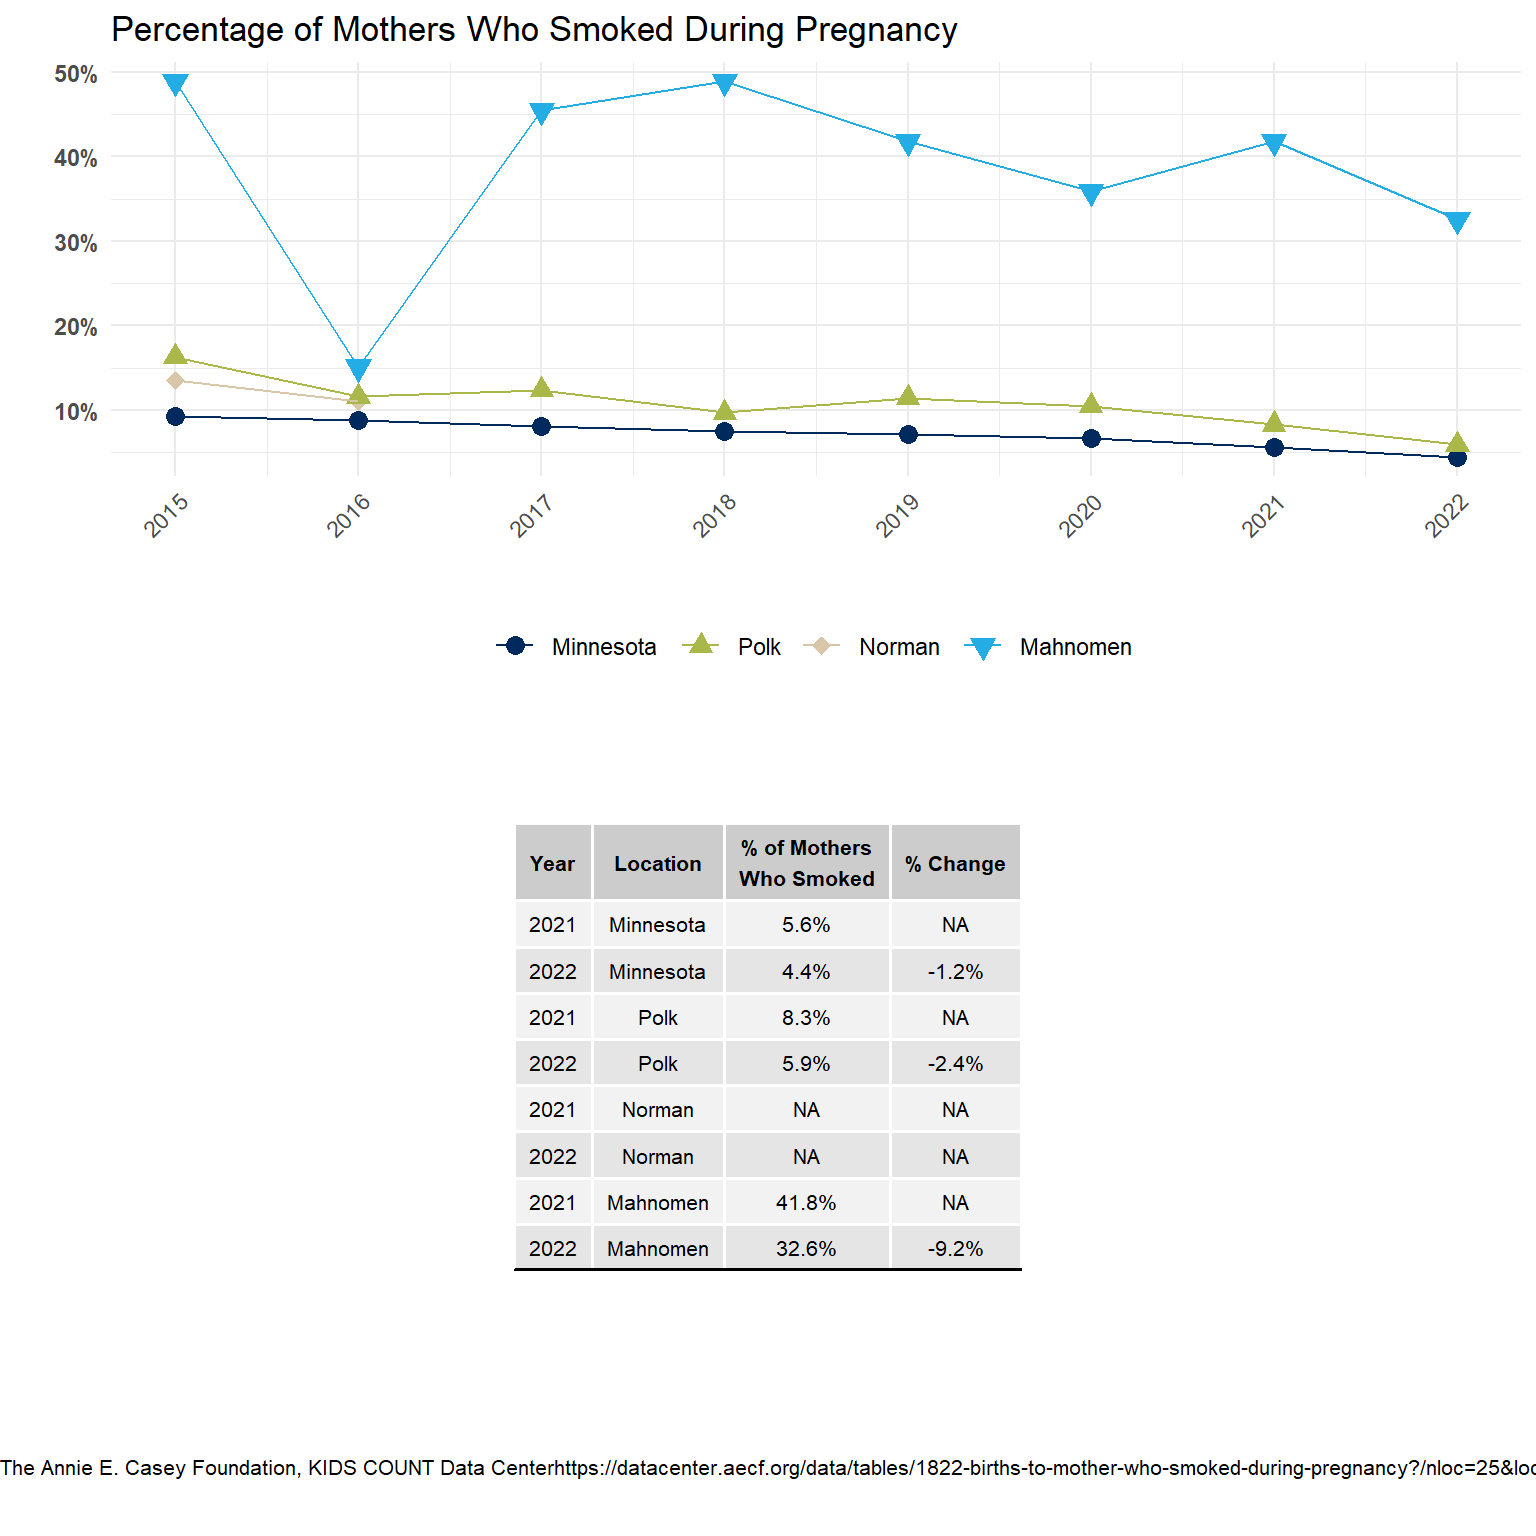 Percentage of Mothers Who Smoked During Pregnancy
50%
40%
30%
20%
10%
2015 2016 2017 2018 2019 2020 2021 2022
Minnesota Polk Norman Mahnomen
Year Location % of Mothers Who Smoked % Change
2021 Minnesota 5.6% NA
2022 Minnesota 4.4% -1.2%
2021 Polk 8.3% NA
2022 Polk 5.9% -2.4%
2021 Norman NA NA
2022 Norman NA NA
2021 Mahnomen 41.8% NA
2022 Mahnomen 32.6% -9.2%
The Annie E. Casey Foundation, KIDS COUNT Data Centerhttps://datacenter.aecf.org/data/tables/1822-births-to-mother-who-smoked-during-pregnancy?/nloc=25&loc